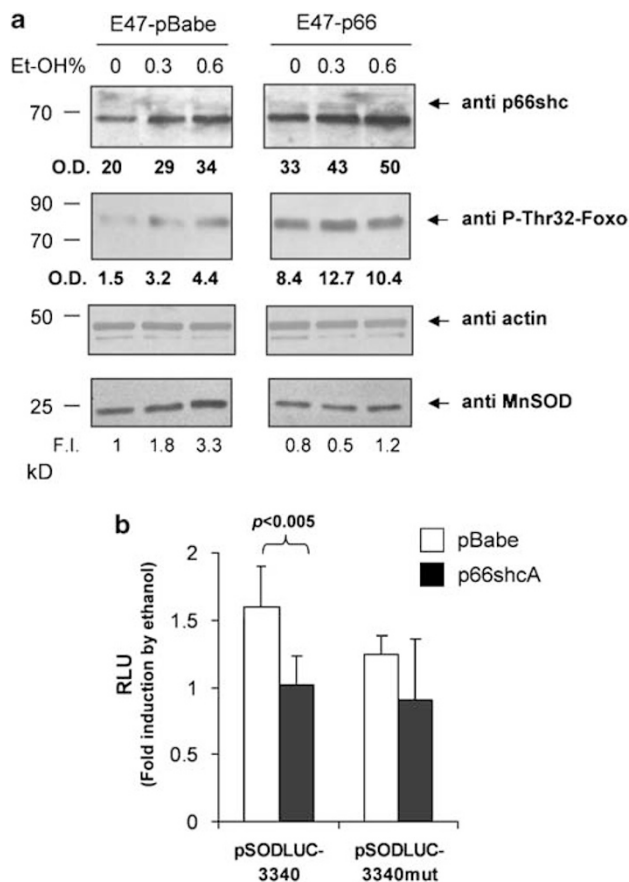 a
E47-pBabe E47-p66
Et-OH% 0 0.3 0.6 0 0.3 0.6
70 anti p66shc
O.D. 20 29 34 33 43 50
90
70 anti P-Thr32-Foxo
O.D. 1.5 3.2 4.4 8.4 12.7 10.4
50 anti actin
25 anti MnSOD
F.I. 1 1.8 3.3 0.8 0.5 1.2
kD
b
p<0.005
pBabe
p66shcA
2
1.5
1
0.5
0
RLU
(Fold induction by ethanol)
pSODLUC-
3340
pSODLUC-
3340mut